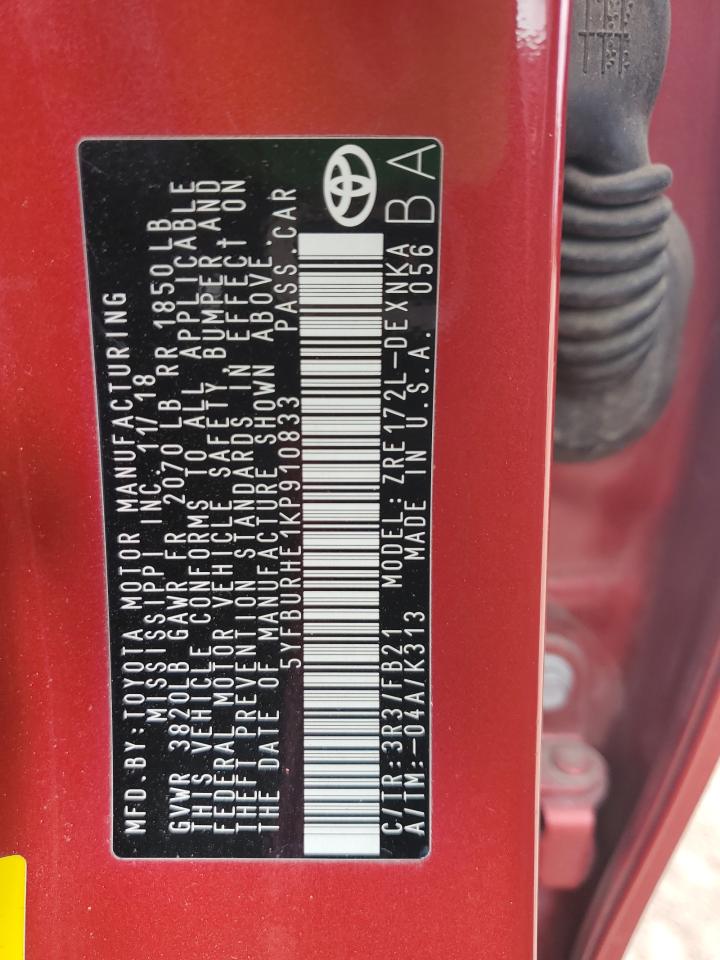 MFD.BY:TOYOTA MOTOR MANUFACTURING
MISSISSIPPI INC.11/18
GVWR 3820LB GAWR FR 2070LB RR 1850LB
THIS VEHICLE CONFORMS TO ALL APPLICABLE
FEDERAL MOTOR VEHICLE SAFETY, BUMPER AND
THEFT PREVENTION STANDARDS IN EFFECT ON
THE DATE OF MANUFACTURE SHOWN ABOVE.
5YFBURHE1KP910833 PASS.CAR
C/TR:3R3/FB21 MODEL: ZRE172L-DEXNKA
A/TM:-04A/K313 MADE IN U.S.A. 056
BA